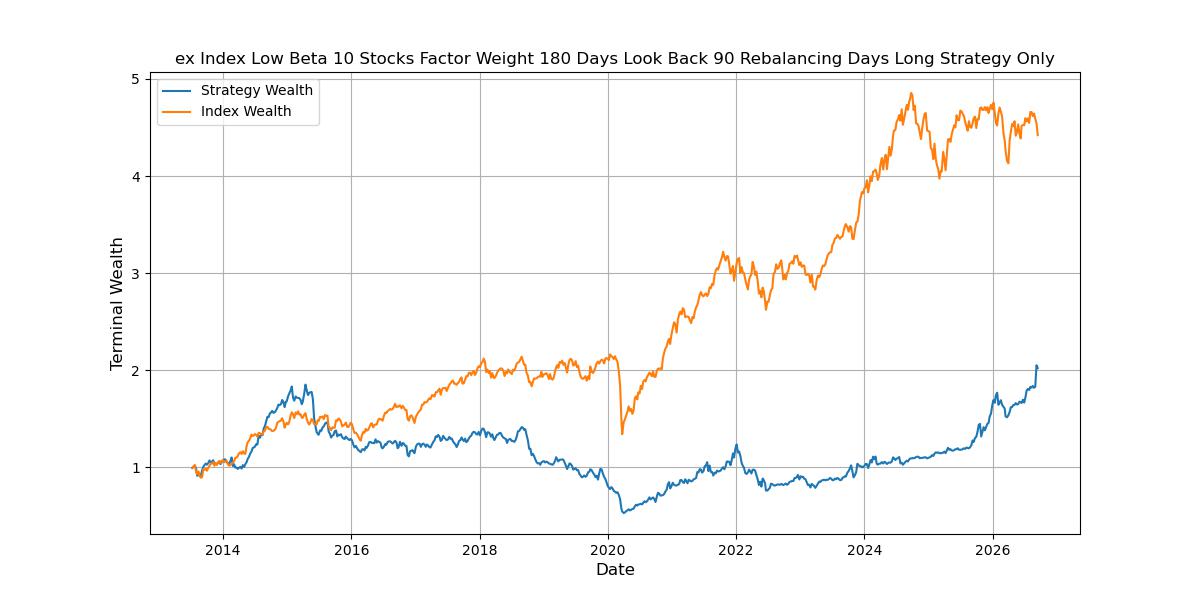 ex Index Low Beta 10 Stocks Factor Weight 180 Days Look Back 90 Rebalancing Days Long Strategy Only
Strategy Wealth
Index Wealth
Terminal Wealth
5
4
3
2
1
2014 2016 2018 2020 2022 2024 2026
Date